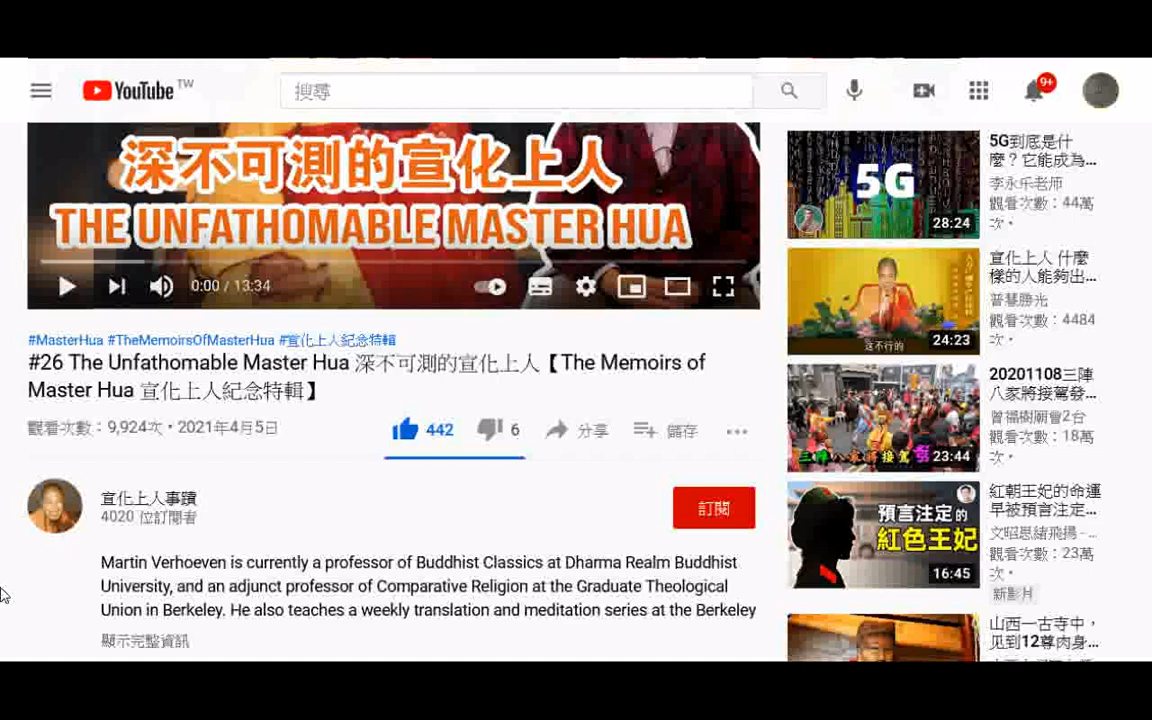 YouTube TW
搜尋
9+
深不可測的宣化上人
THE UNFATHOMABLE MASTER HUA
0:00 / 13:34
#MasterHua #TheMemoirsOfMasterHua #宣化上人紀念特輯
#26 The Unfathomable Master Hua 深不可測的宣化上人【The Memoirs of
Master Hua 宣化上人紀念特輯】
觀看次數：9,924次・2021年4月5日
442
6
分享
儲存
宣化上人事蹟
4020 位訂閱者
訂閱
Martin Verhoeven is currently a professor of Buddhist Classics at Dharma Realm Buddhist
University, and an adjunct professor of Comparative Religion at the Graduate Theological
Union in Berkeley. He also teaches a weekly translation and meditation series at the Berkeley
顯示完整資訊
5G
28:24
5G到底是什
麼？它能成為...
李永乐老师
觀看次數：44萬
次・
這不行的
24:23
宣化上人 什麼
樣的人能夠出...
普慧勝光
觀看次數：4484
次・
三陣八家將接駕
23:44
20201108三陣
八家將接駕發...
曾福樹廟會2台
觀看次數：18萬
次・
預言注定的
紅色王妃
16:45
紅朝王妃的命運
早被預言注定...
文昭思緒飛揚 -...
觀看次數：23萬
次・
新影片
山西一古寺中，
见到12尊肉身...